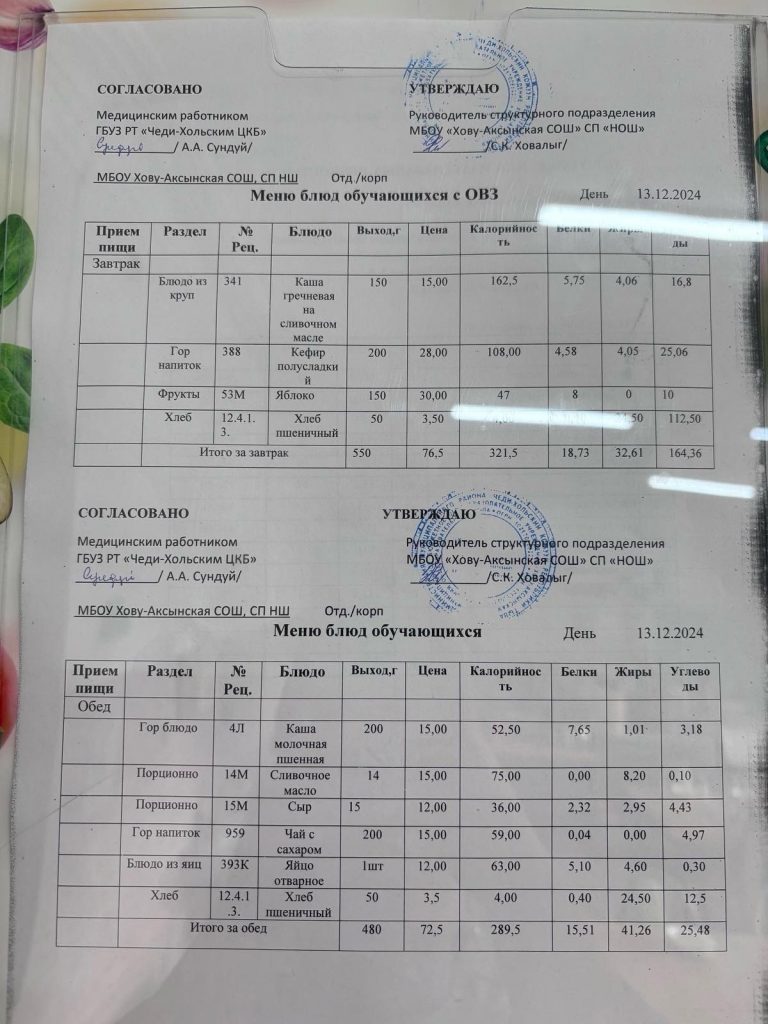 СОГЛАСОВАНО УТВЕРЖДАЮ
Медицинским работником Руководитель структурного подразделения
ГБУЗ РТ «Чеди-Хольским ЦКБ» МБОУ «Хову-Аксынская СОШ» СП «НОШ»
/ А.А. Сундуй/ /С.К. Ховалыг/
МБОУ Хову-Аксынская СОШ, СП НШ Отд /корп
Меню блюд обучающихся с ОВЗ День 13.12.2024
Прием Раздел № Блюдо Выход,г Цена Калорийнос Белки
пищи Рец. ть ды
Завтрак
Блюдо из 341 Каша 150 15,00 162,5 5,75 4,06 16,8
круп гречневая
на
сливочном
масле
Гор 388 Кефир 200 28,00 108,00 4,58 4,05 25,06
напиток полусладки
й
Фрукты 53М Яблоко 150 30,00 47 8 0 10
Хлеб 12.4.1. Хлеб 50 3,50 112,50
3. пшеничный
Итого за завтрак 550 76,5 321,5 18,73 32,61 164,36
СОГЛАСОВАНО УТВЕРЖДАЮ
Медицинским работником Руководитель структурного подразделения
ГБУЗ РТ «Чеди-Хольским ЦКБ» МБОУ «Хову-Аксынская СОШ» СП «НОШ»
/ А.А. Сундуй/ /С.К. Ховалыг/
МБОУ Хову-Аксынская СОШ, СП НШ Отд./корп
Меню блюд обучающихся День 13.12.2024
Прием Раздел № Блюдо Выход,г Цена Калорийнос Белки Жиры Углево
пищи Рец. ть ды
Обед
Гор блюдо 4Л Каша 200 15,00 52,50 7,65 1,01 3,18
молочная
пшенная
Порционно 14М Сливочное 14 15,00 75,00 0,00 8,20 0,10
масло
Порционно 15М Сыр 15 12,00 36,00 2,32 2,95 4,43
Гор напиток 959 Чай с 200 15,00 59,00 0,04 0,00 4,97
сахаром
Блюдо из яиц 393К Яйцо 1шт 12,00 63,00 5,10 4,60 0,30
отварное
Хлеб 12.4.1 Хлеб 50 3,5 4,00 0,40 24,50 12,5
.3. пшеничный
Итого за обед 480 72,5 289,5 15,51 41,26 25,48